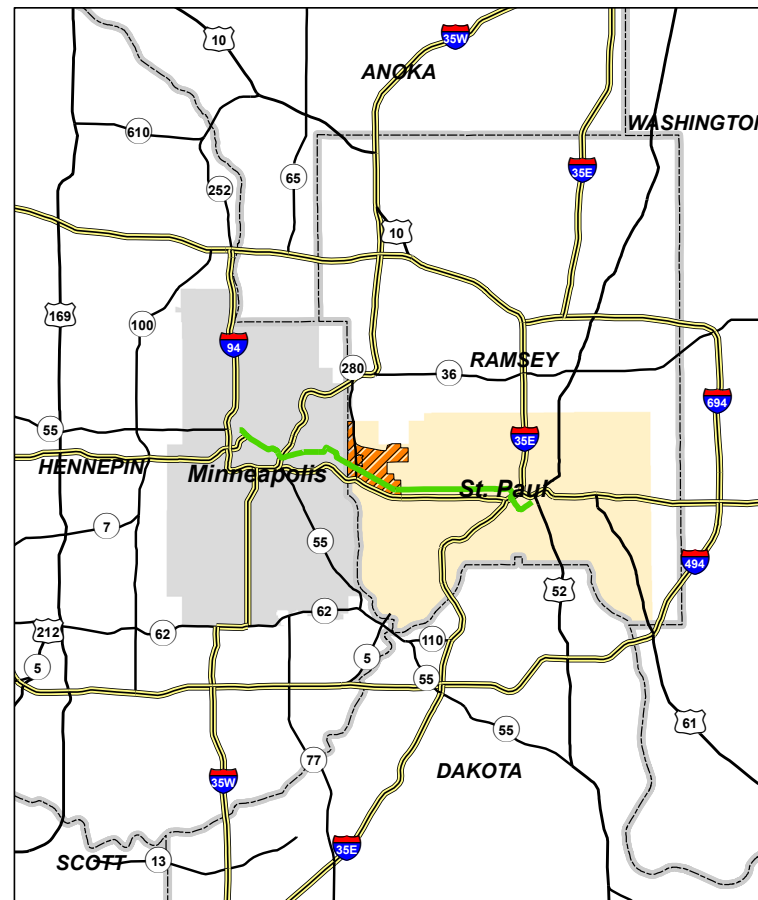 10
35W
ANOKA
WASHINGTON
610
65
35E
252
10
169
100
94
280
RAMSEY
36
694
55
35E
HENNEPIN
Minneapolis
St. Paul
7
55
494
52
62
212
62
110
5
5
55
61
55
77
DAKOTA
35W
35E
SCOTT
13